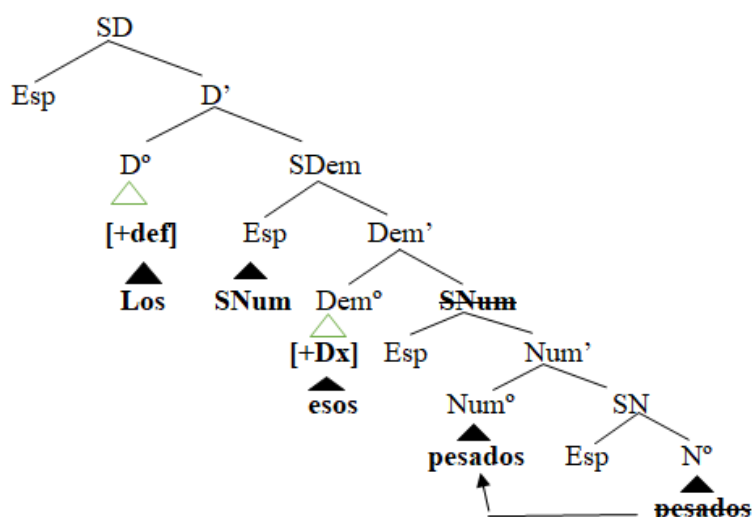 SD
Esp D’
Dº SDem
[+def] Esp Dem’
Los SNum Demº SNum
[+Dx] Esp Num’
esos Numº SN
pesados Esp Nº
pesados